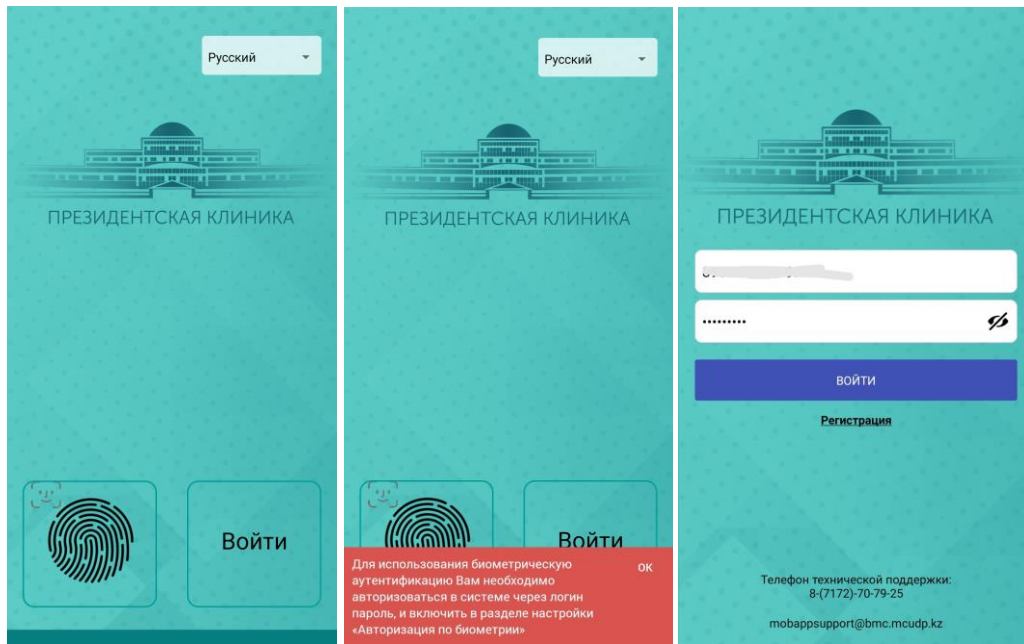 Русский
ПРЕЗИДЕНТСКАЯ КЛИНИКА
Войти
Русский
ПРЕЗИДЕНТСКАЯ КЛИНИКА
Войти
Для использования биометрическую
аутентификацию Вам необходимо
авторизоваться в системе через логин
пароль, и включить в разделе настройки
«Авторизация по биометрии»
ОК
ПРЕЗИДЕНТСКАЯ КЛИНИКА
•••••••••
ВОЙТИ
Регистрация
Телефон технической поддержки:
8-(7172)-70-79-25
mobappsupport@bmc.mcudp.kz